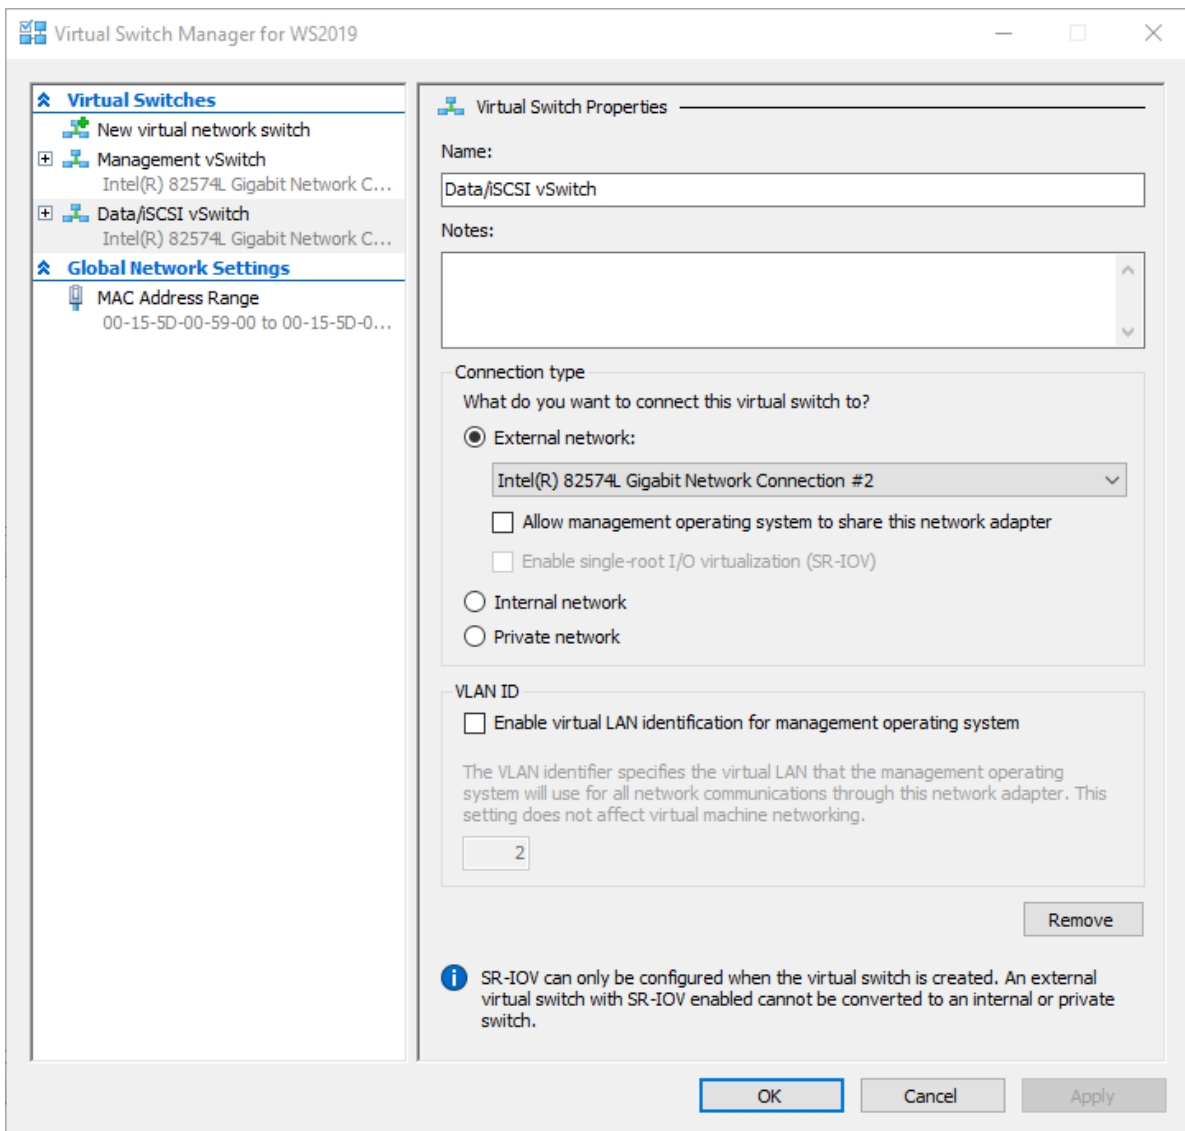 Virtual Switch Manager for WS2019
Virtual Switches
New virtual network switch
Management vSwitch
Intel(R) 82574L Gigabit Network C...
Data/iSCSI vSwitch
Intel(R) 82574L Gigabit Network C...
Global Network Settings
MAC Address Range
00-15-5D-00-59-00 to 00-15-5D-0...
Virtual Switch Properties
Name:
Data/iSCSI vSwitch
Notes:
Connection type
What do you want to connect this virtual switch to?
External network:
Intel(R) 82574L Gigabit Network Connection #2
Allow management operating system to share this network adapter
Enable single-root I/O virtualization (SR-IOV)
Internal network
Private network
VLAN ID
Enable virtual LAN identification for management operating system
The VLAN identifier specifies the virtual LAN that the management operating
system will use for all network communications through this network adapter. This
setting does not affect virtual machine networking.
2
Remove
SR-IOV can only be configured when the virtual switch is created. An external
virtual switch with SR-IOV enabled cannot be converted to an internal or private
switch.
OK
Cancel
Apply